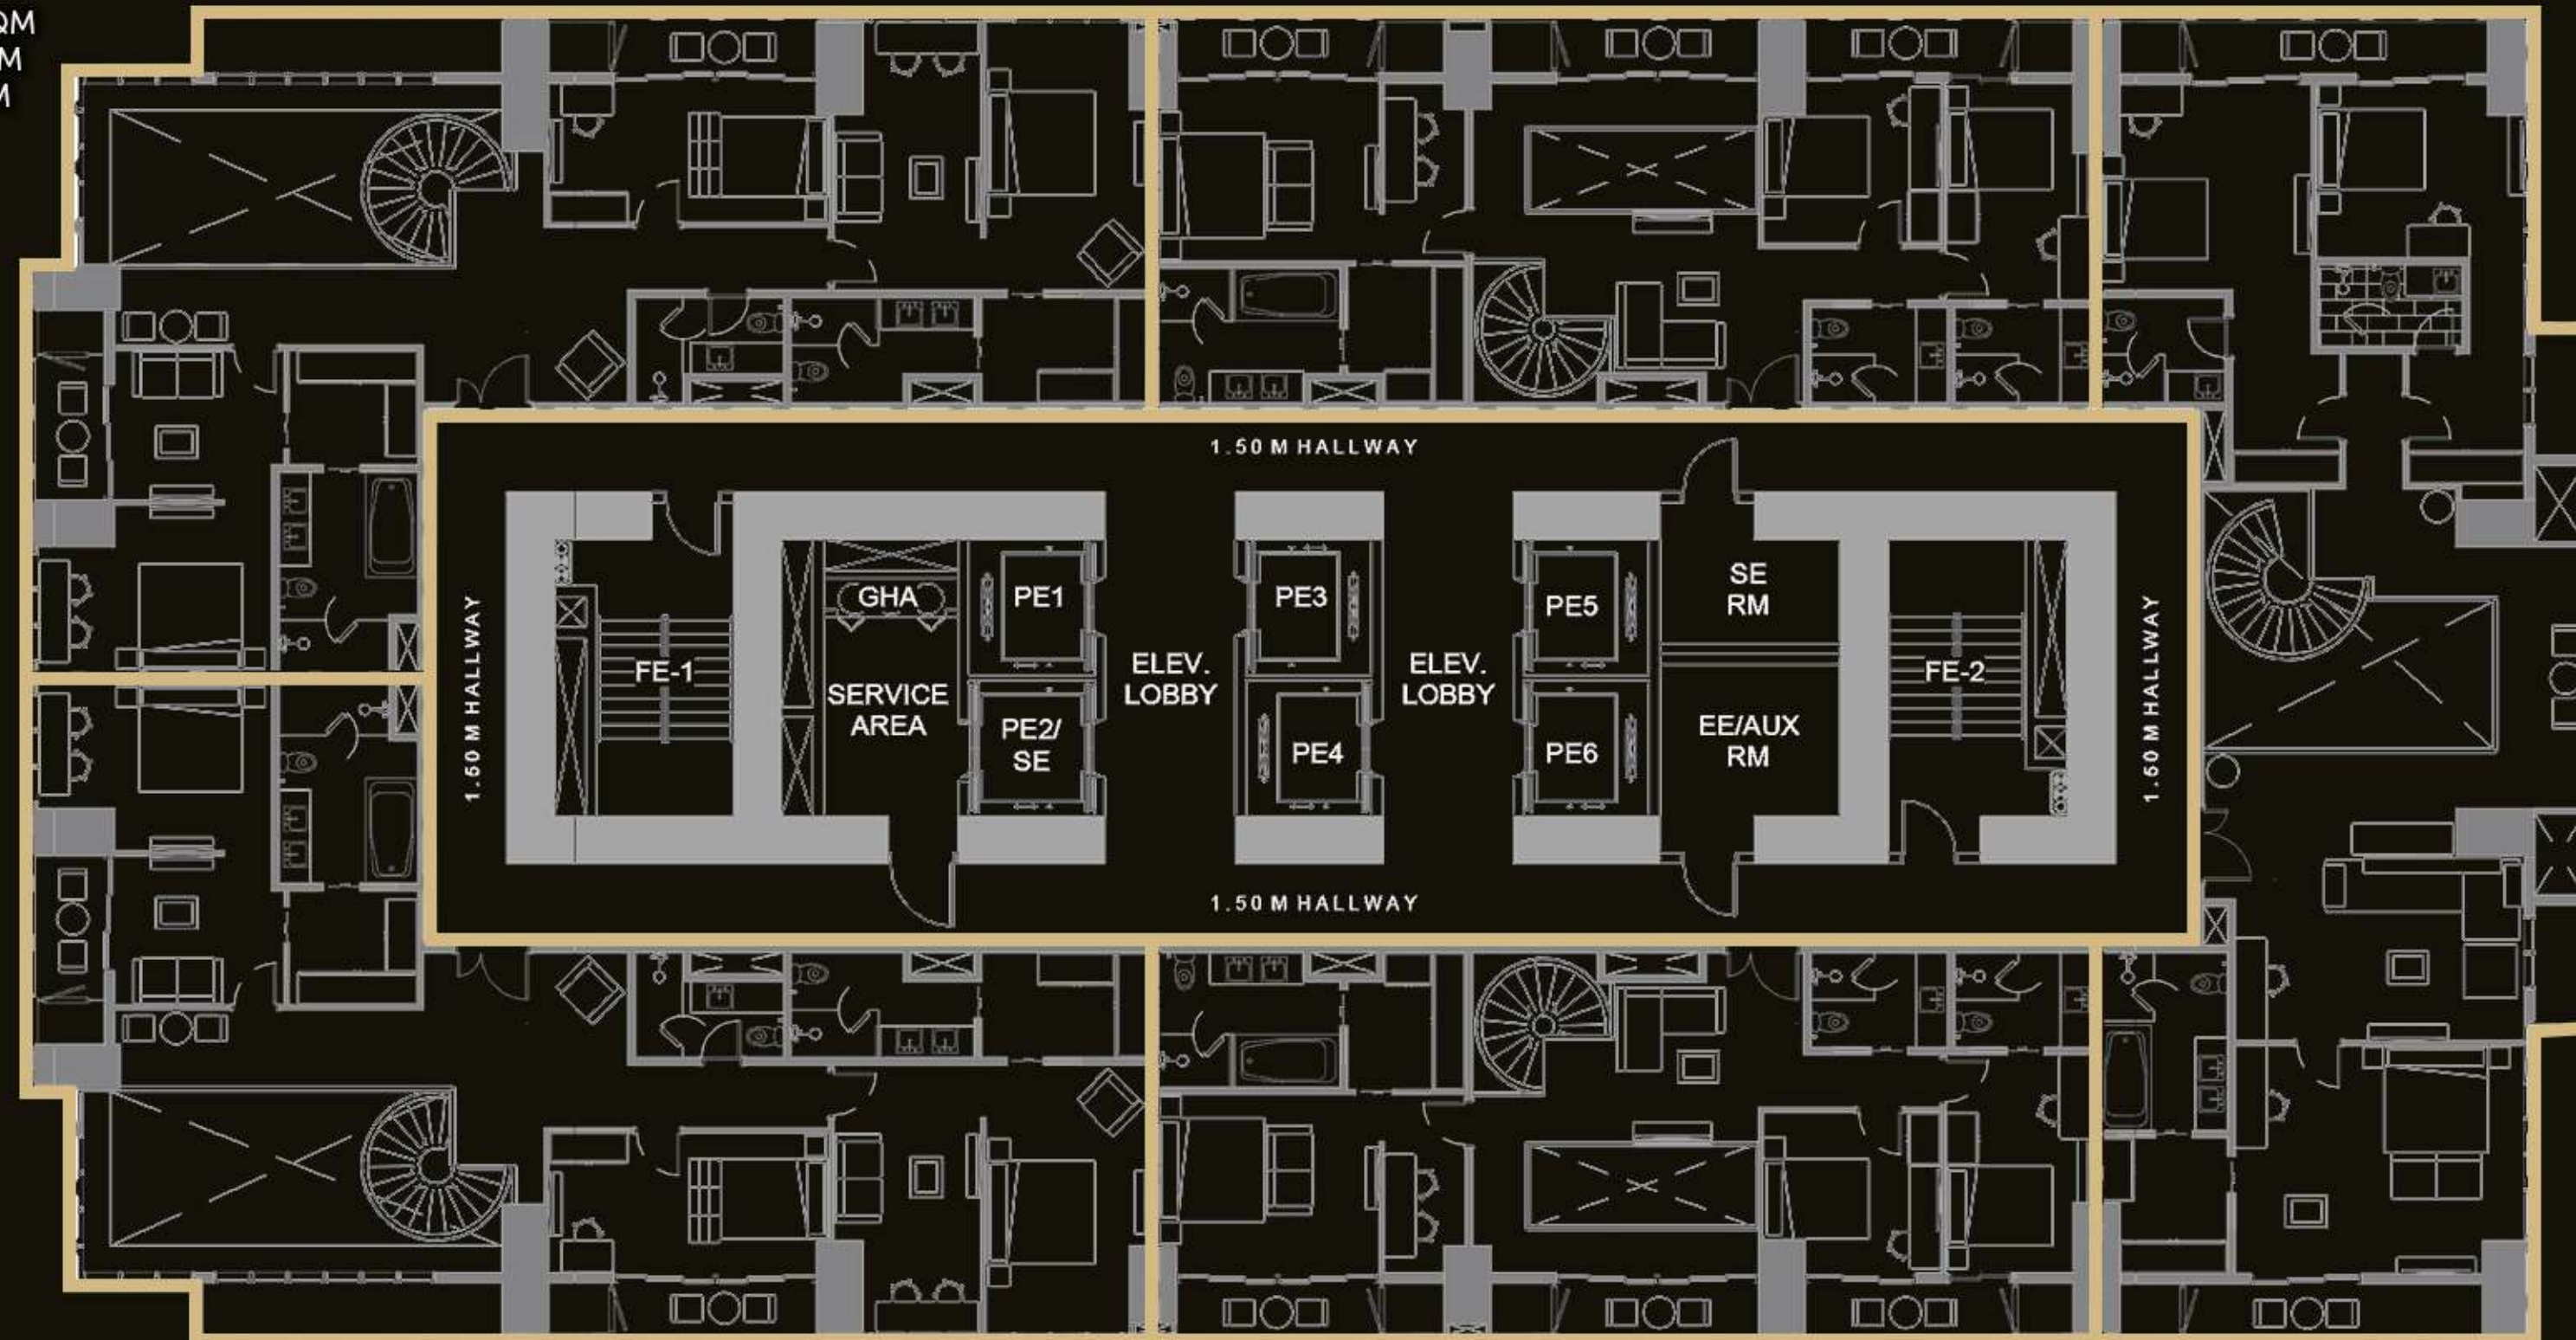 QM
M
M
1.50 M HALLWAY
GHA
PE1
PE3
PE5
SE
RM
1.50 M HALLWAY
FE-1
SERVICE
AREA
PE2/
SE
ELEV.
LOBBY
PE4
ELEV.
LOBBY
PE6
EE/AUX
RM
FE-2
1.50 M HALLWAY
1.50 M HALLWAY